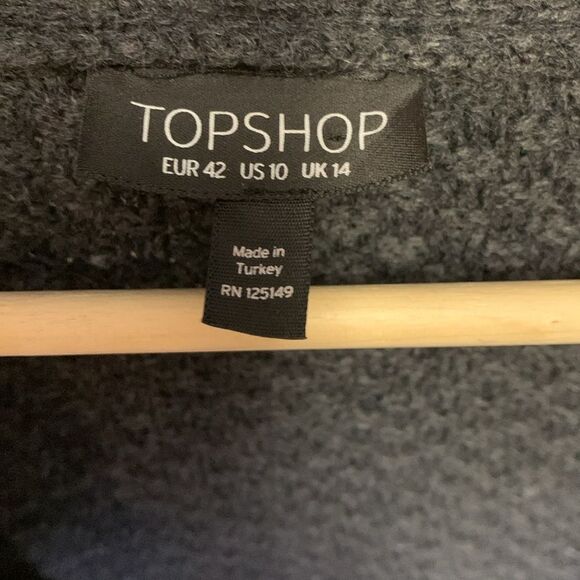 TOPSHOP
EUR 42 US 10 UK 14
Made in
Turkey
RN 125149